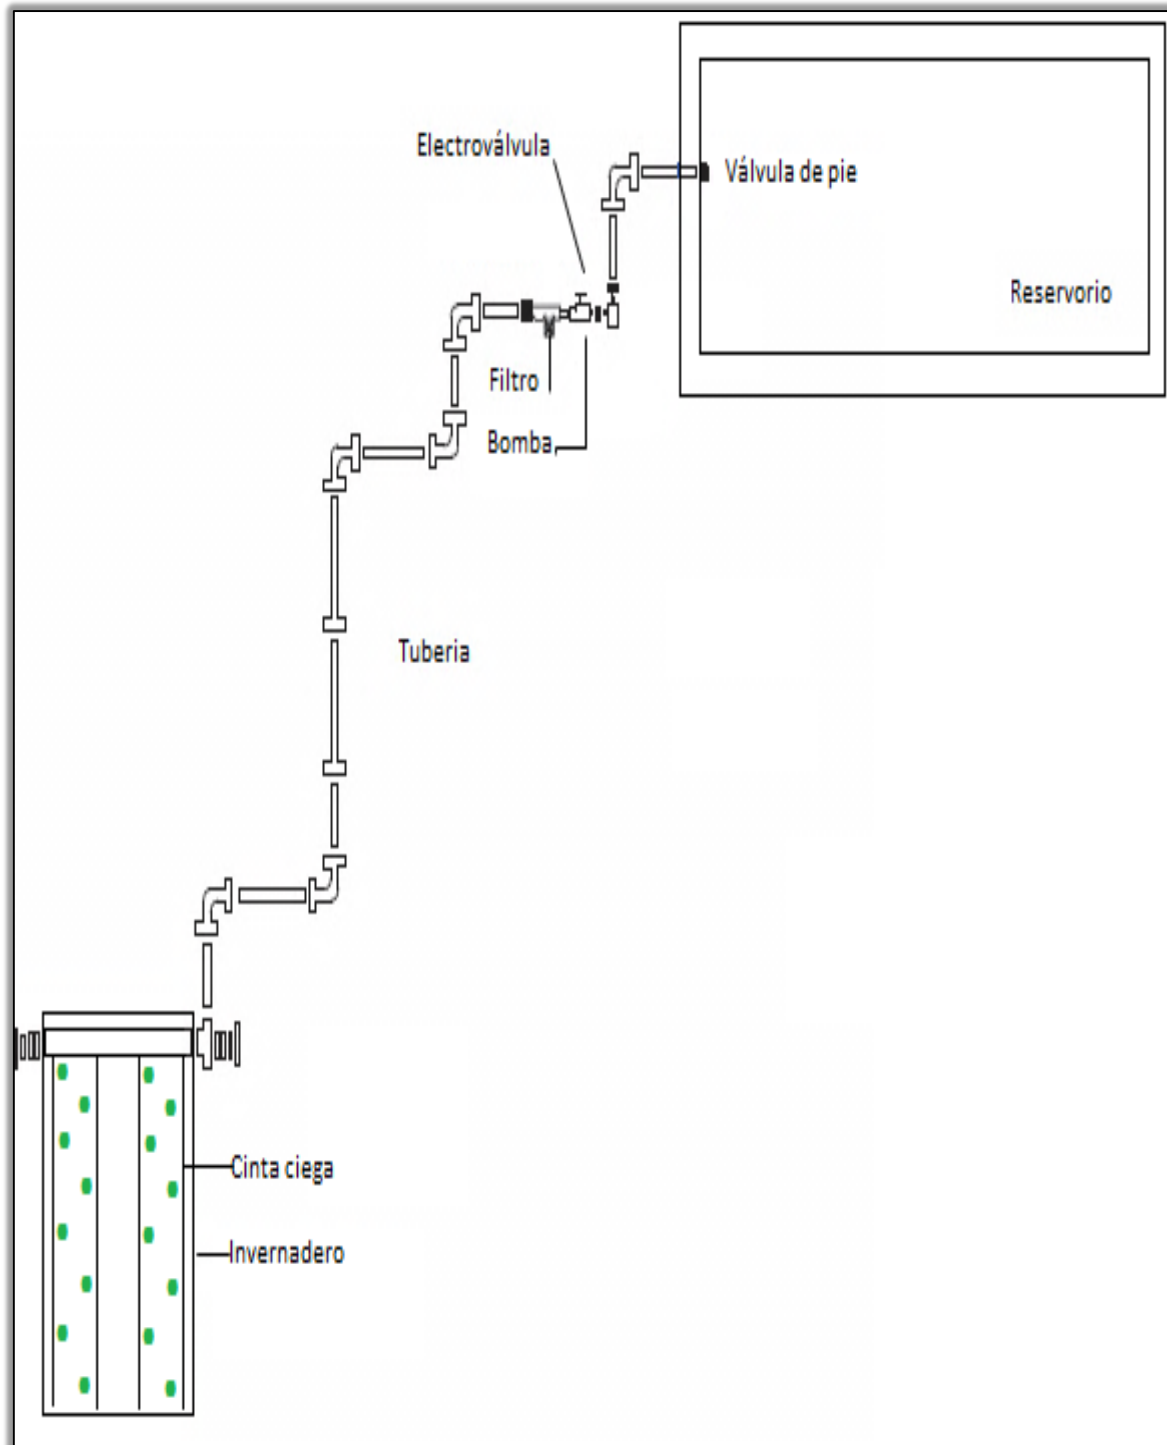 Electroválvula
Válvula de pie
Reservorio
Filtro
Bomba
Tuberia
Cinta ciega
Invernadero